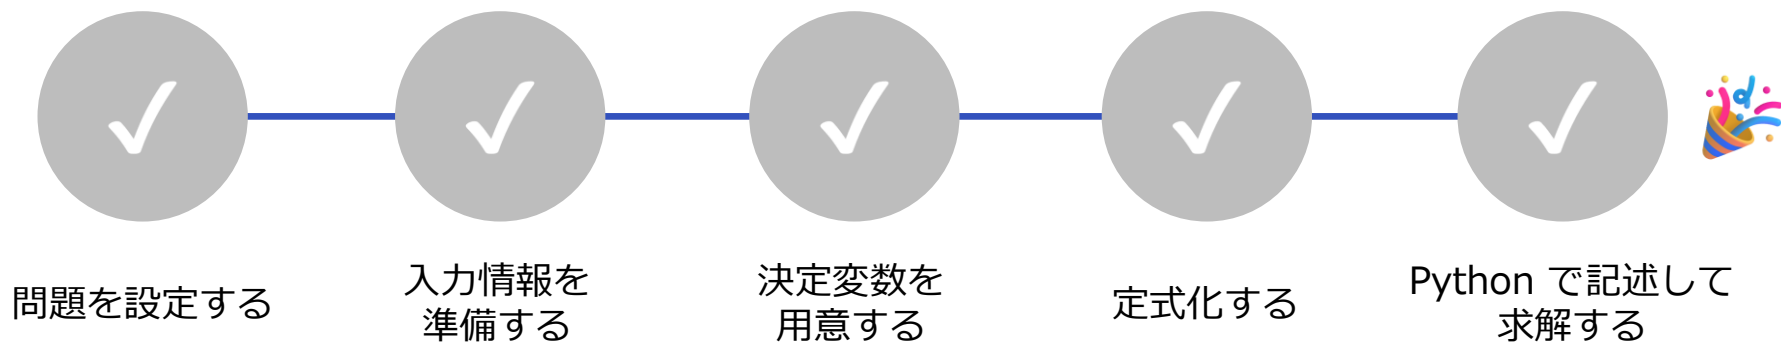 問題を設定する
入力情報を
準備する
決定変数を
用意する
定式化する
Python で記述して
求解する